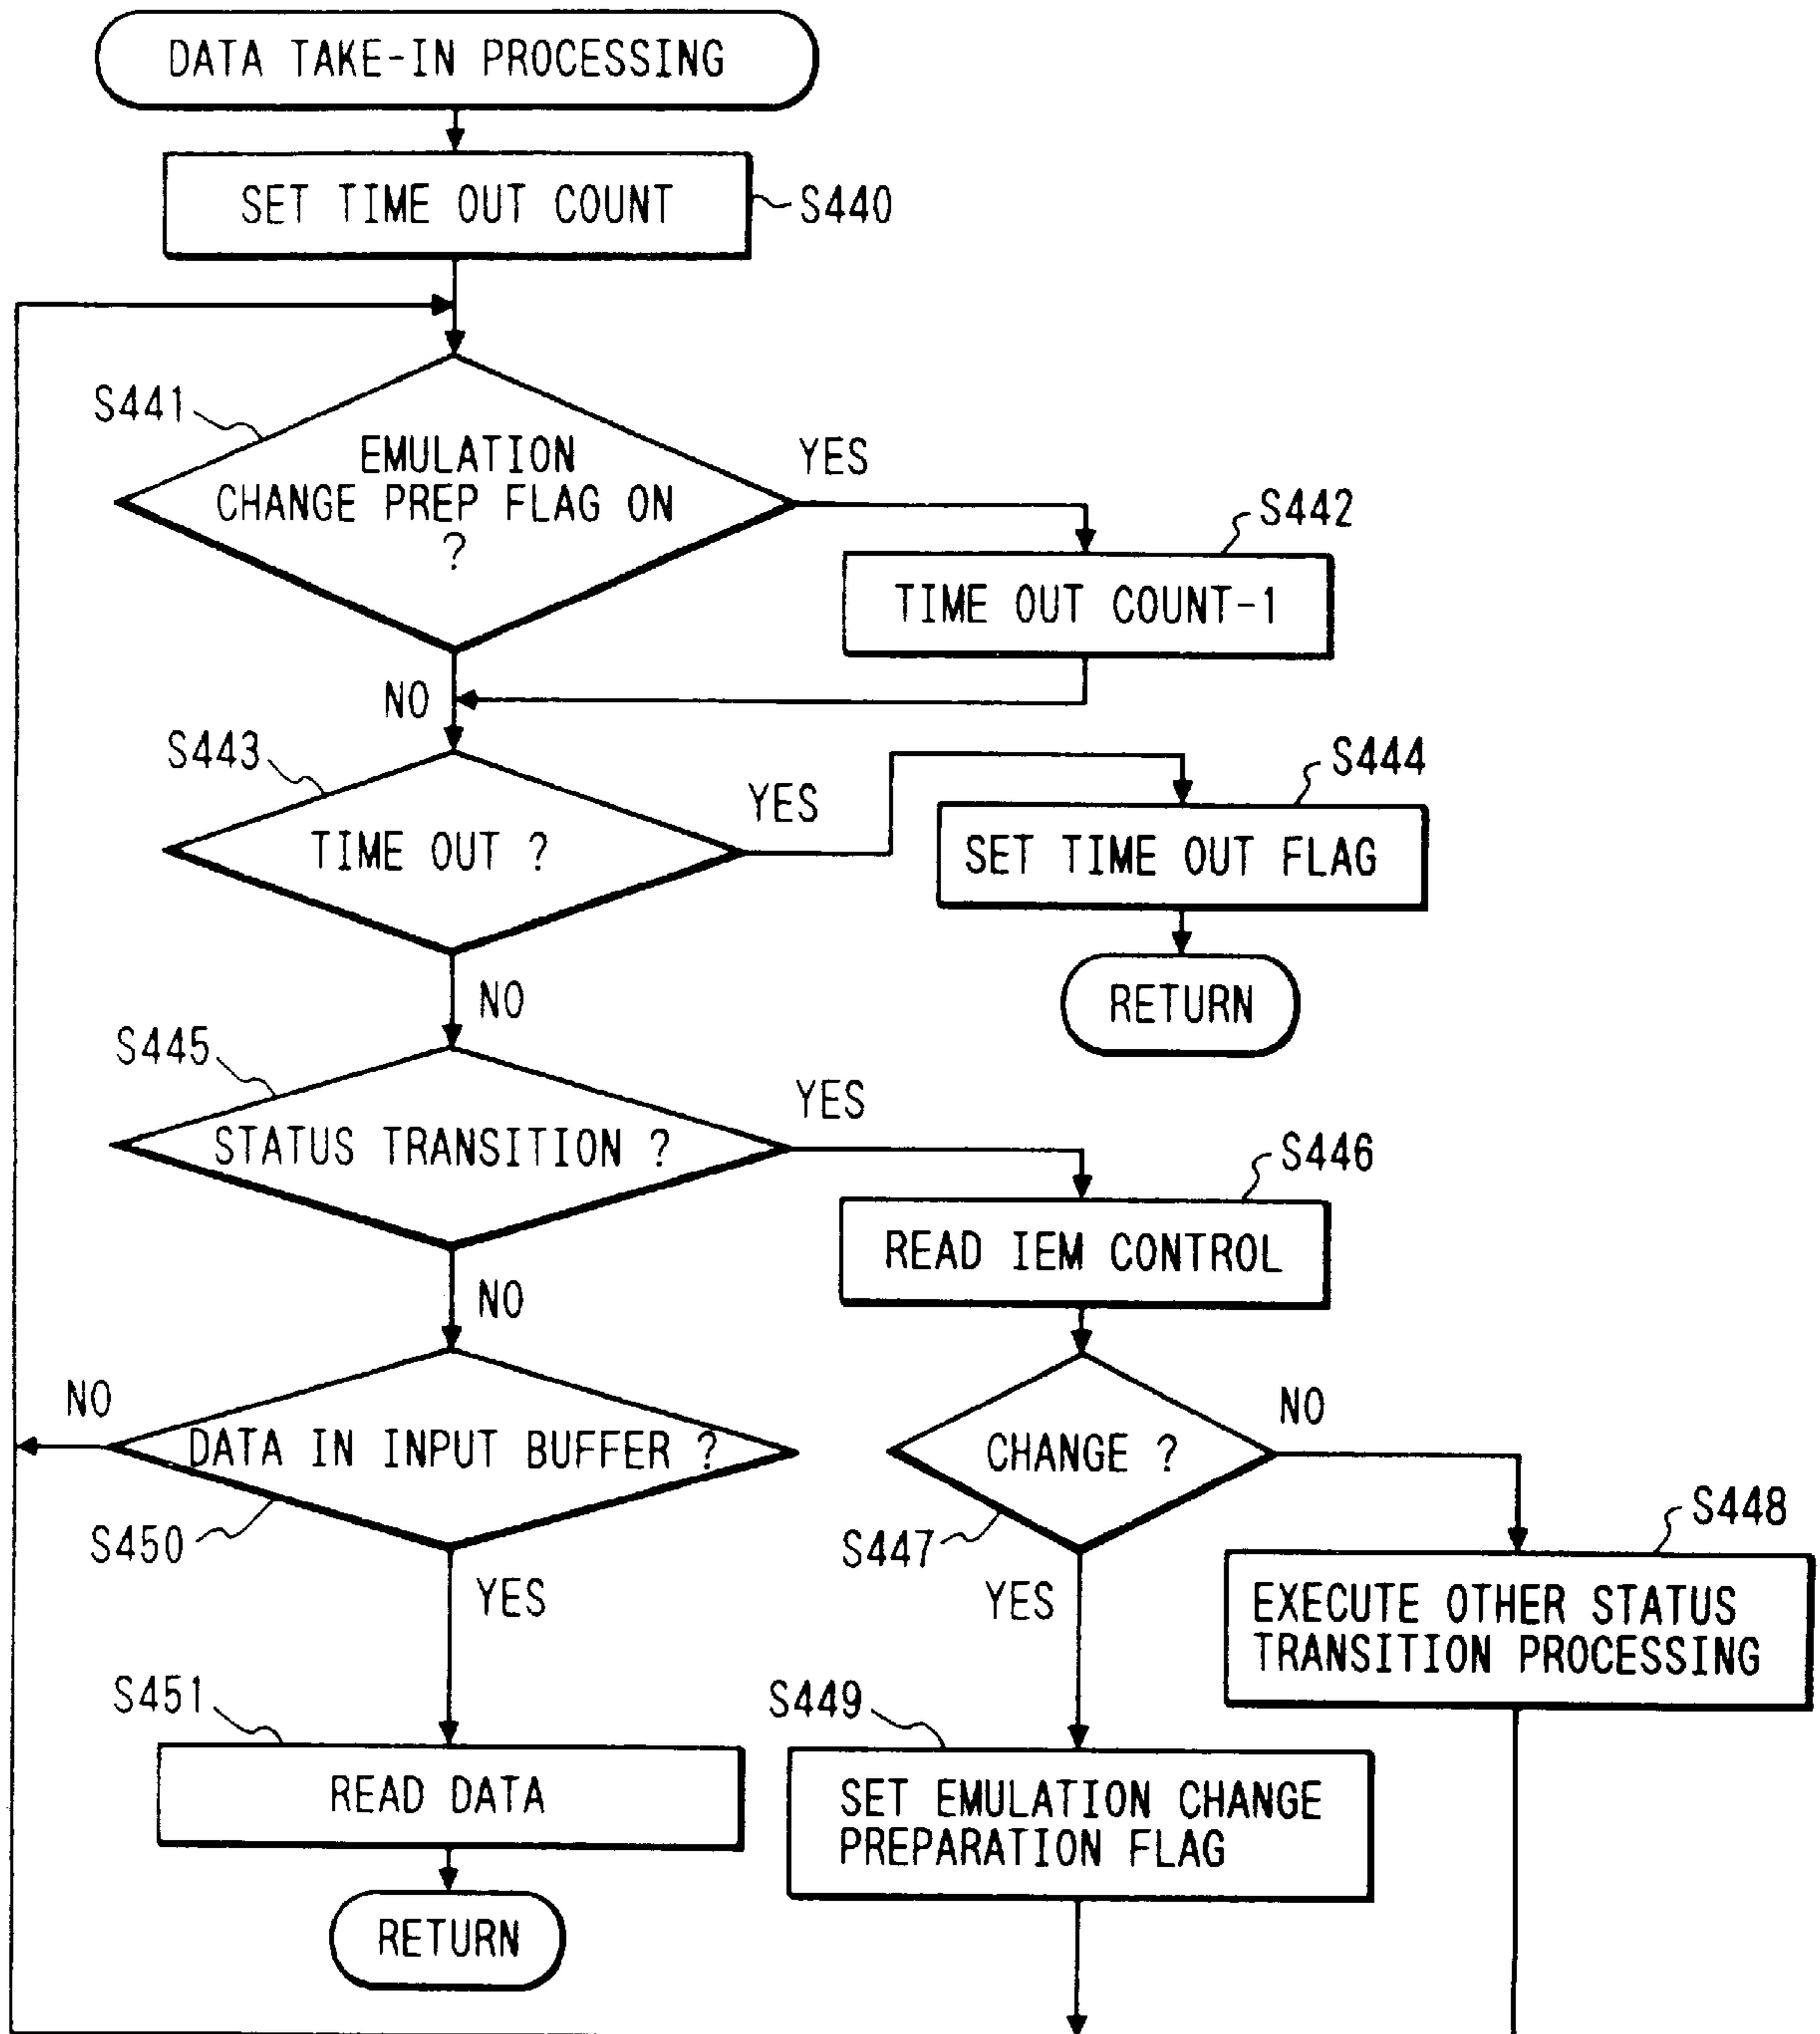 DATA TAKE-IN PROCESSING
SET TIME OUT COUNT
S440
S441
EMULATION
CHANGE PREP FLAG ON
?
YES
S442
TIME OUT COUNT-1
NO
S443
TIME OUT ?
YES
S444
SET TIME OUT FLAG
RETURN
NO
S445
STATUS TRANSITION ?
YES
S446
READ IEM CONTROL
NO
NO
DATA IN INPUT BUFFER ?
S450
CHANGE ?
NO
S447
S448
EXECUTE OTHER STATUS
TRANSITION PROCESSING
YES
YES
S451
READ DATA
RETURN
S449
SET EMULATION CHANGE
PREPARATION FLAG